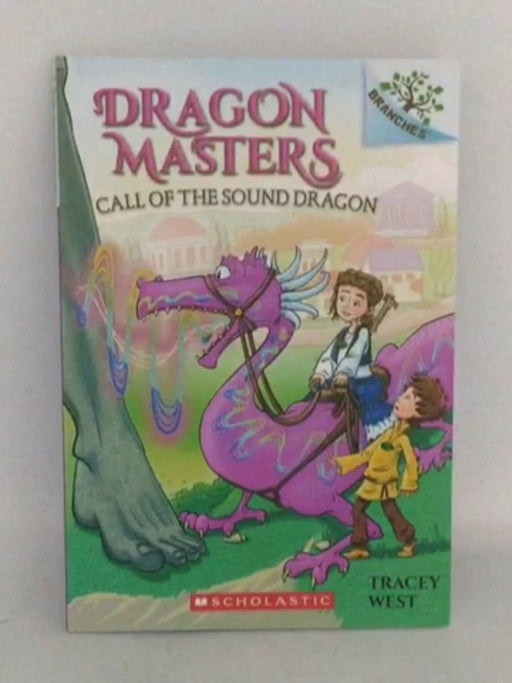 DRAGON
MASTERS
CALL OF THE SOUND DRAGON
BRANCHES
SCHOLASTIC
TRACEY
WEST